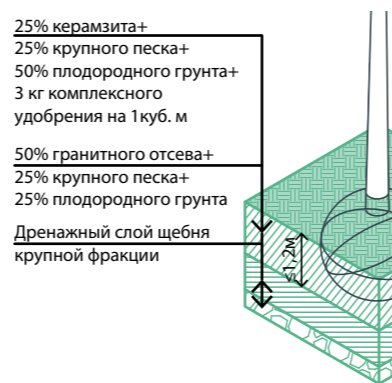 25% керамзита+
25% крупного песка+
50% плодородного грунта+
3 кг комплексного
удобрения на 1куб. м
50% гранитного отсева+
25% крупного песка+
25% плодородного грунта
Дренажный слой щебня
крупной фракции
≤1, 2м